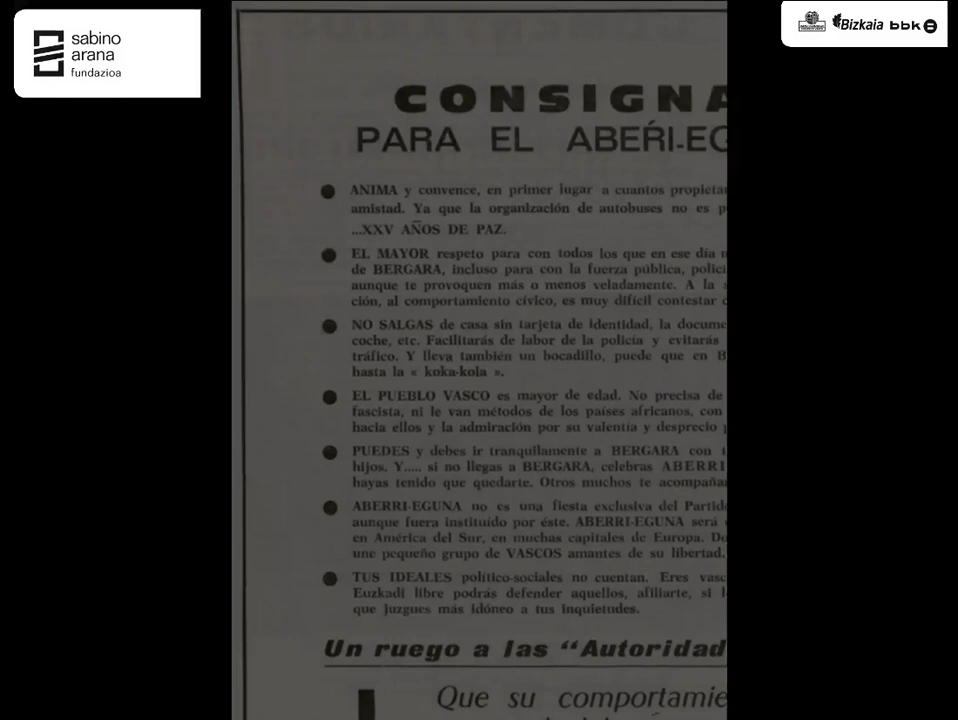 sabino
arana
fundazioa
Bizkaia bbk
CONSIGNA
PARA EL ABEŔI-EG
ANIMA y convence, en primer lugar a cuantos propieta
amistad. Ya que la organización de autobuses no es p
...XXV AÑOS DE PAZ.
EL MAYOR respeto para con todos los que en ese día
de BERGARA, incluso para con la fuerza pública, polici
aunque te provoquen más o menos veladamente. A la
ción, al comportamiento cívico, es muy difícil contestar
NO SALGAS de casa sin tarjeta de identidad, la docume
coche, etc. Facilitarás de labor de la policía y evitarás
tráfico. Y lleva también un bocadillo, puede que en B
hasta la « koka-kola ».
EL PUEBLO VASCO es mayor de edad. No precisa de
fascista, ni le van métodos de los países africanos, con
hacia ellos y la admiración por su valentía y desprecio
PUEDES y debes ir tranquilamente a BERGARA con
hijos. Y..... si no llegas a BERGARA, celebras ABERRI
hayas tenido que quedarte. Otros muchos te acompaña
ABERRI-EGUNA no es una fiesta exclusiva del Partid
aunque fuera instituído por éste. ABERRI-EGUNA será
en América del Sur, en muchas capitales de Europa. Do
une pequeño grupo de VASCOS amantes de su libertad.
TUS IDEALES político-sociales no cuentan. Eres vasc
Euzkadi libre podrás defender aquellos, afiliarte, si
que juzgues más idóneo a tus inquietudes.
Un ruego a las “Autoridad
Que su comportamie